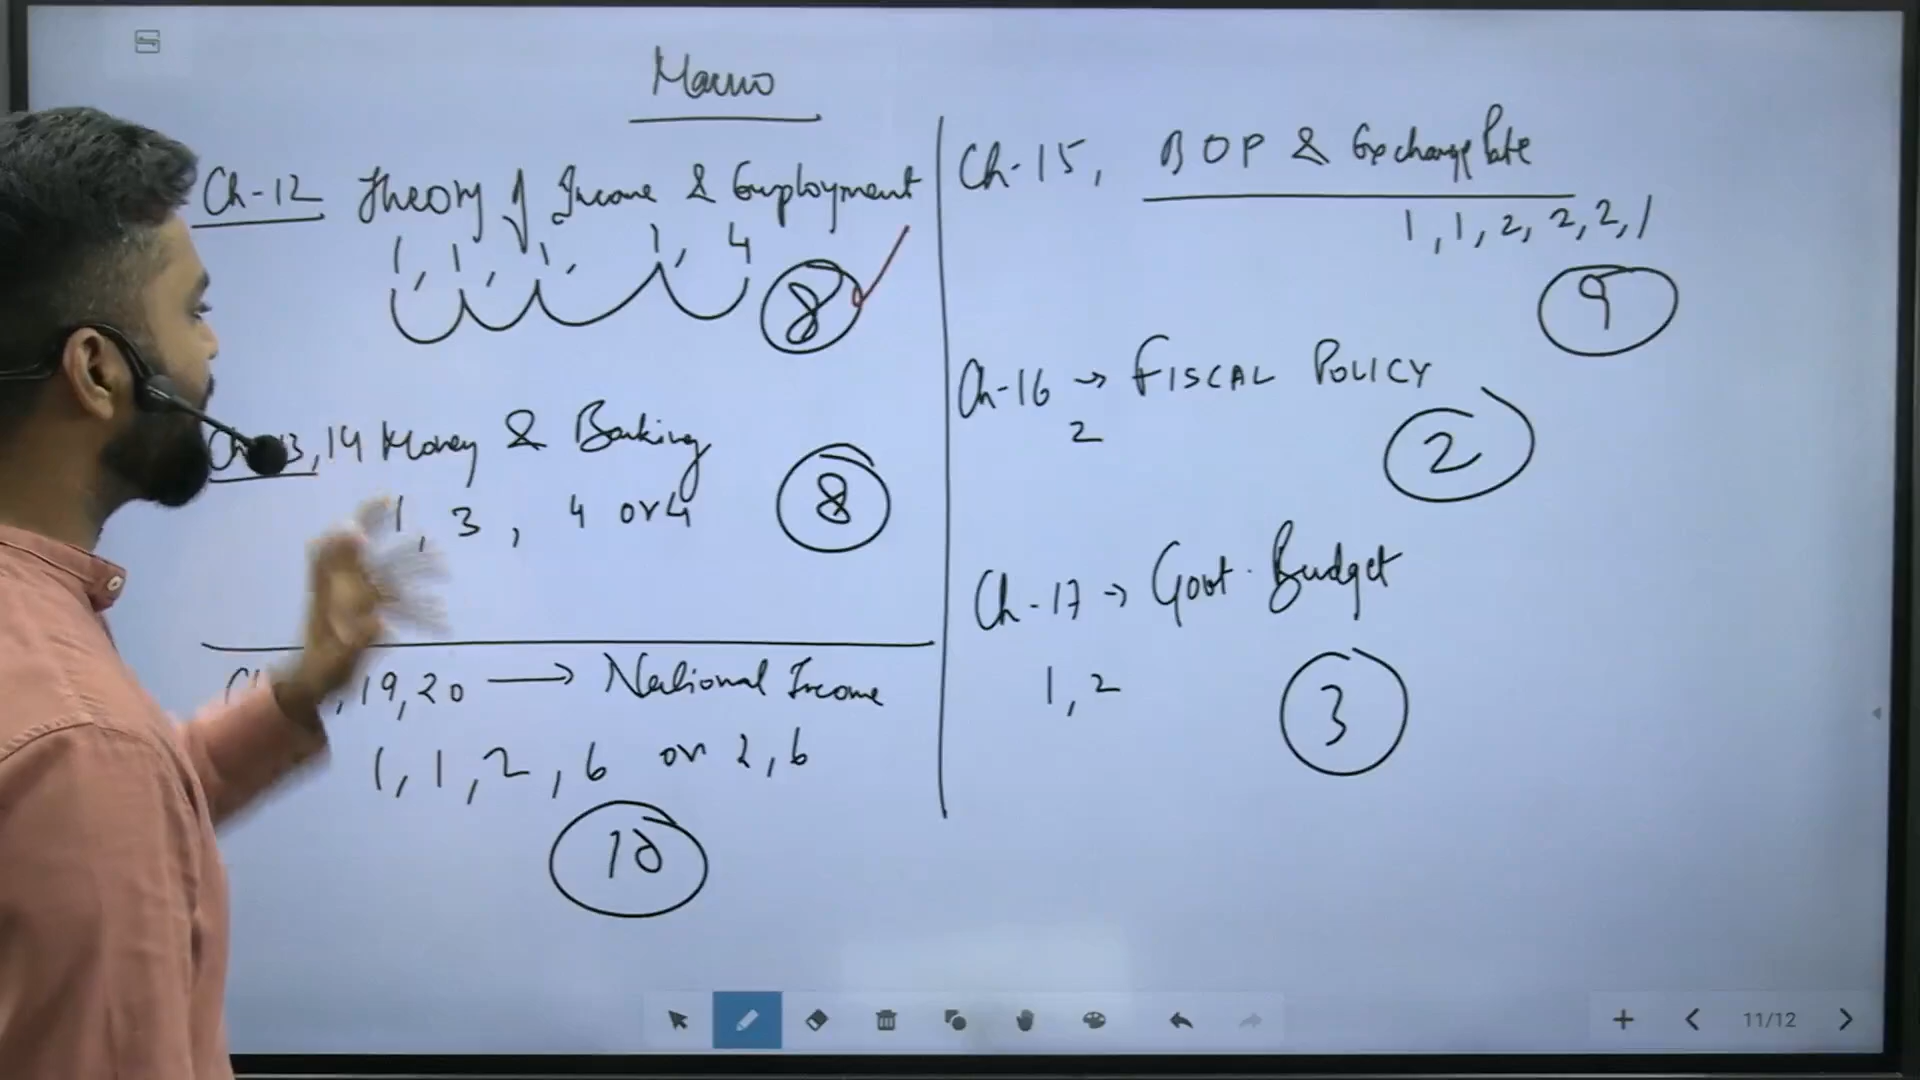 Macro
Ch-12 Theory of Income & Employment
1, 1, 1, 1, 4
8
13, 14 Money & Banking
1, 3, 4 or 4
8
, 19, 20 → National Income
1, 1, 2, 6 or 2, 6
10
Ch-15, BOP & Exchange Rate
1, 1, 2, 2, 2, 1
9
Ch-16 → FISCAL POLICY
2
2
Ch-17 → Govt. Budget
1, 2
3
11/12